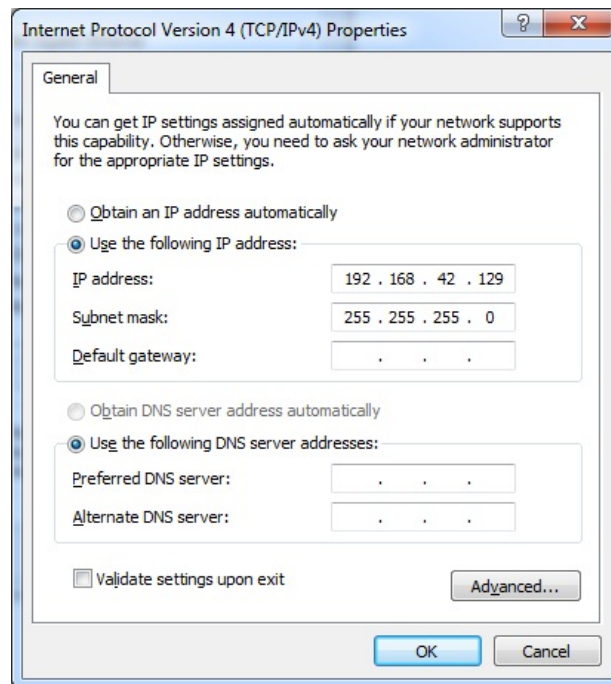 Internet Protocol Version 4 (TCP/IPv4) Properties
General
You can get IP settings assigned automatically if your network supports
this capability. Otherwise, you need to ask your network administrator
for the appropriate IP settings.
Obtain an IP address automatically
Use the following IP address:
IP address: 192 . 168 . 42 . 129
Subnet mask: 255 . 255 . 255 . 0
Default gateway: . . .
Obtain DNS server address automatically
Use the following DNS server addresses:
Preferred DNS server: . . .
Alternate DNS server: . . .
Validate settings upon exit
Advanced...
OK Cancel